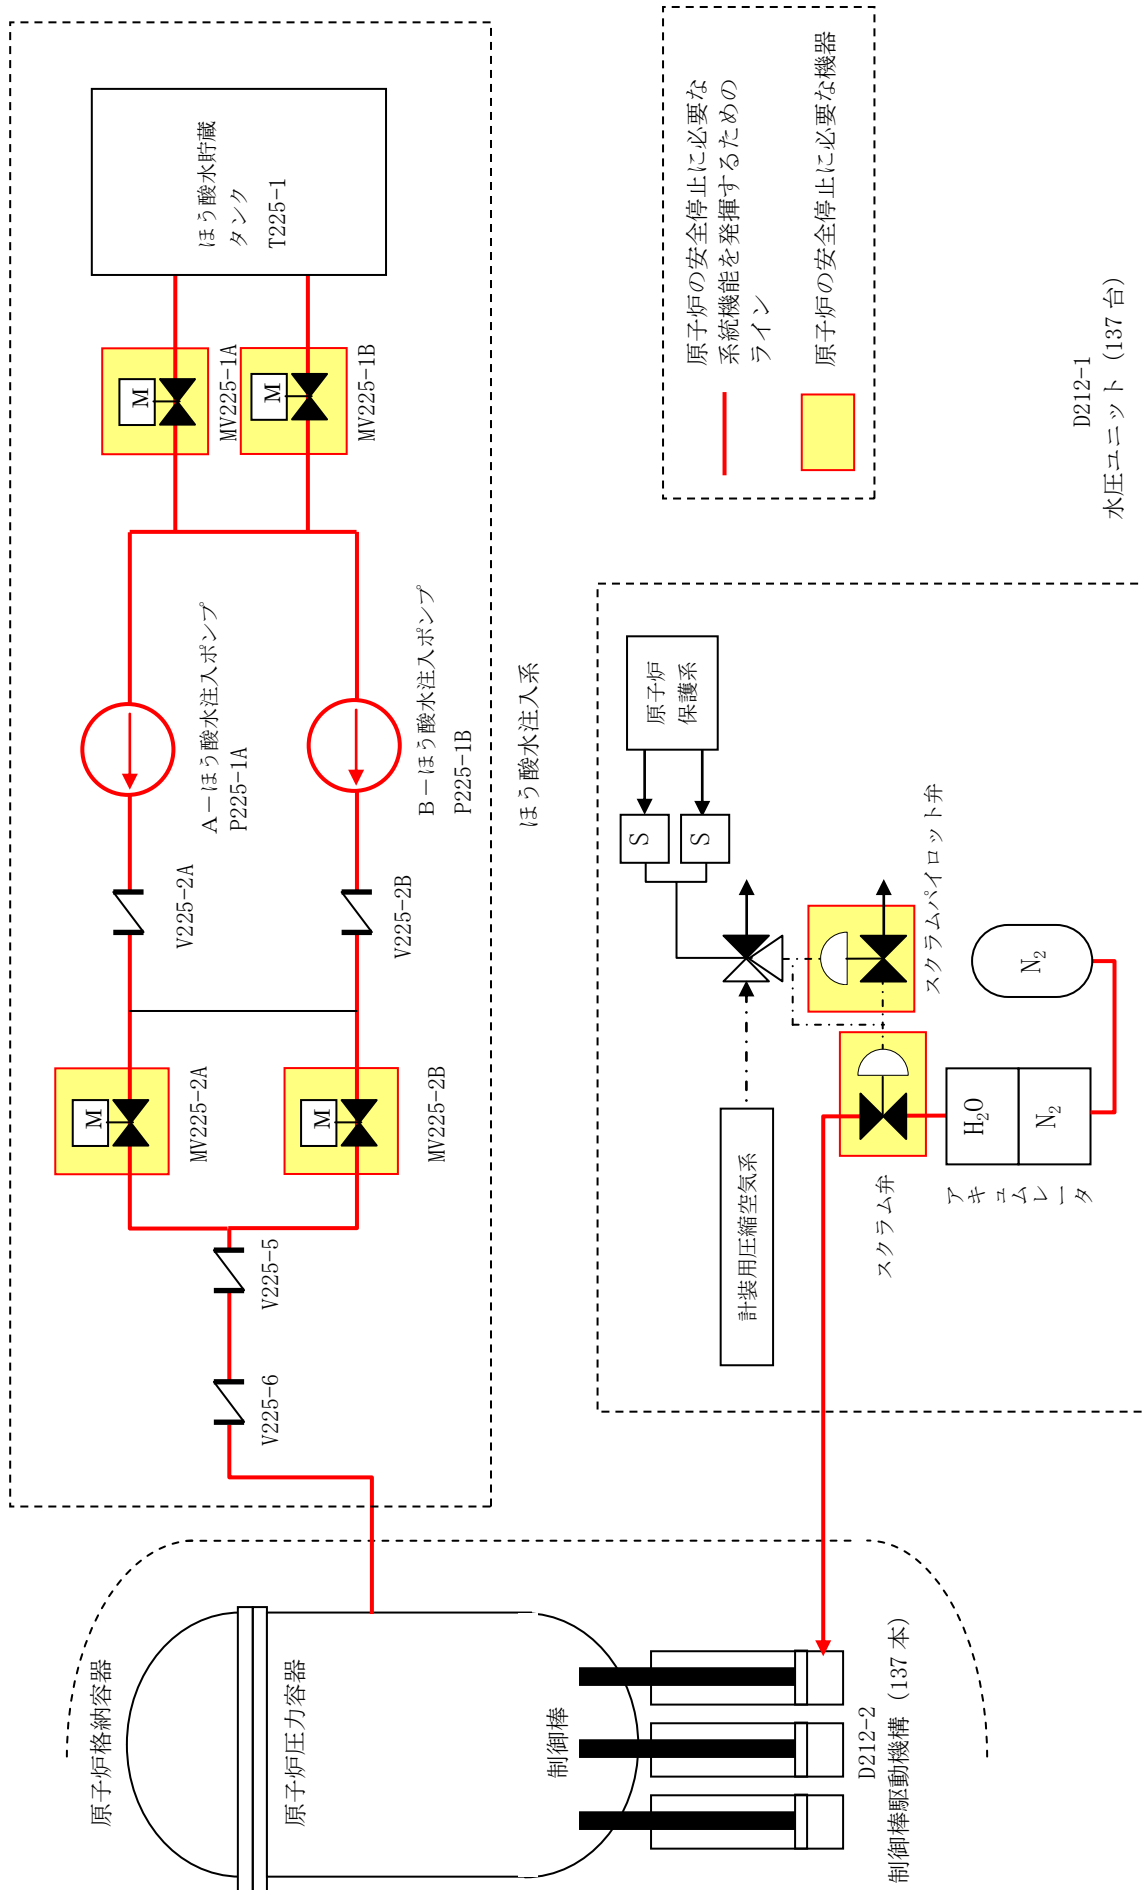 原子炉格納容器
原子炉圧力容器
制御棒
D212-2
制御棒駆動機構 (137 本)
V225-6
V225-5
M
MV225-2A
M
MV225-2B
V225-2A
V225-2B
A－ほう酸水注入ポンプ
P225-1A
B－ほう酸水注入ポンプ
P225-1B
M
MV225-1A
M
MV225-1B
ほう酸水貯蔵
タンク
T225-1
ほう酸水注入系
計装用圧縮空気系
スクラム弁
アキュムレータ
H₂O
N₂
N₂
スクラムパイロット弁
S
S
原子炉
保護系
D212-1
水圧ユニット (137 台)
原子炉の安全停止に必要な
系統機能を発揮するための
ライン
原子炉の安全停止に必要な機器